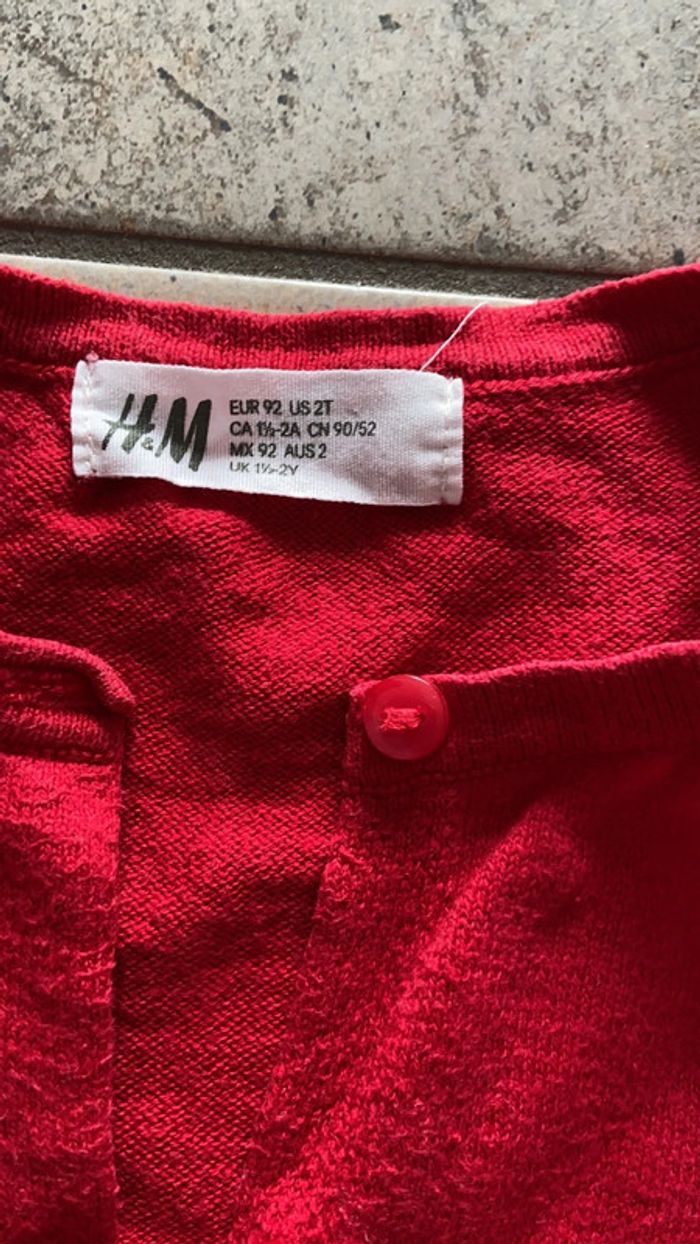 H&M
EUR 92 US 2T
CA 1½-2A CN 90/52
MX 92 AUS 2
UK 1½-2Y